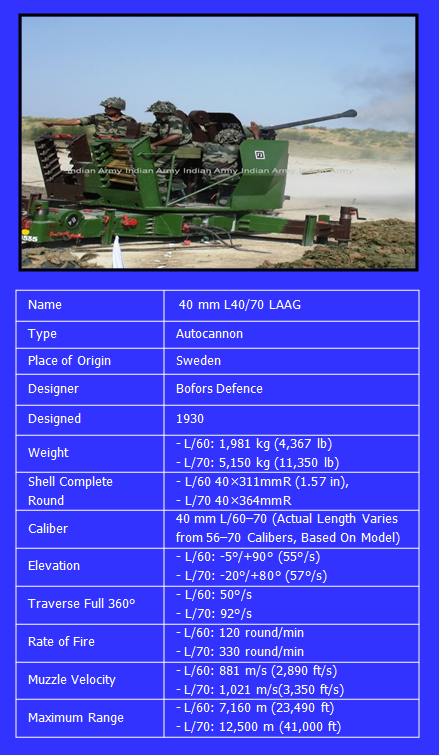 Indian Army Indian Army Indian Army Indian Army Indian Army
Name 40 mm L40/70 LAAG
Type Autocannon
Place of Origin Sweden
Designer Bofors Defence
Designed 1930
Weight
- L/60: 1,981 kg (4,367 lb)
- L/70: 5,150 kg (11,350 lb)
Shell Complete
Round
- L/60 40×311mmR (1.57 in),
- L/70 40×364mmR
Caliber
40 mm L/60–70 (Actual Length Varies
from 56–70 Calibers, Based On Model)
Elevation
- L/60: -5°/+90° (55°/s)
- L/70: -20°/+80° (57°/s)
Traverse Full 360°
- L/60: 50°/s
- L/70: 92°/s
Rate of Fire
- L/60: 120 round/min
- L/70: 330 round/min
Muzzle Velocity
- L/60: 881 m/s (2,890 ft/s)
- L/70: 1,021 m/s(3,350 ft/s)
Maximum Range
- L/60: 7,160 m (23,490 ft)
- L/70: 12,500 m (41,000 ft)